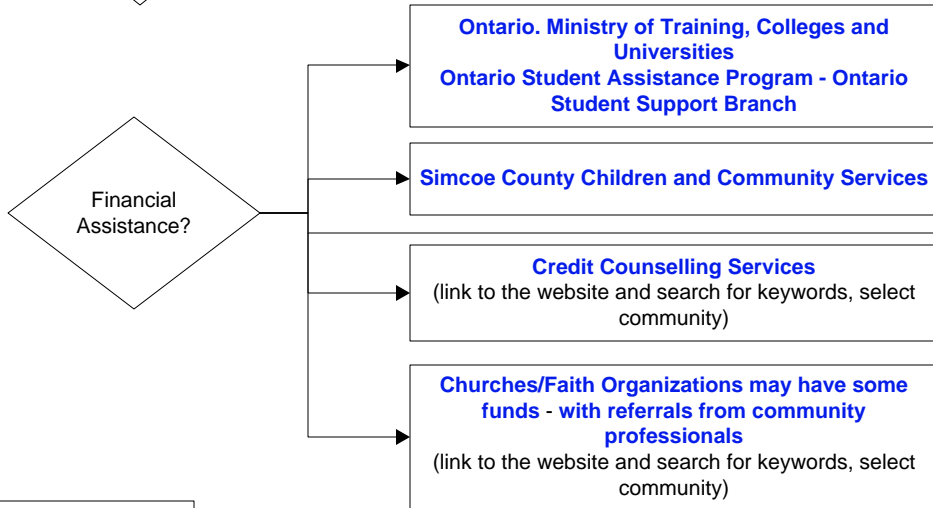 Ontario. Ministry of Training, Colleges and
Universities
Ontario Student Assistance Program - Ontario
Student Support Branch
Financial
Assistance?
Simcoe County Children and Community Services
Credit Counselling Services
(link to the website and search for keywords, select
community)
Churches/Faith Organizations may have some
funds - with referrals from community
professionals
(link to the website and search for keywords, select
community)